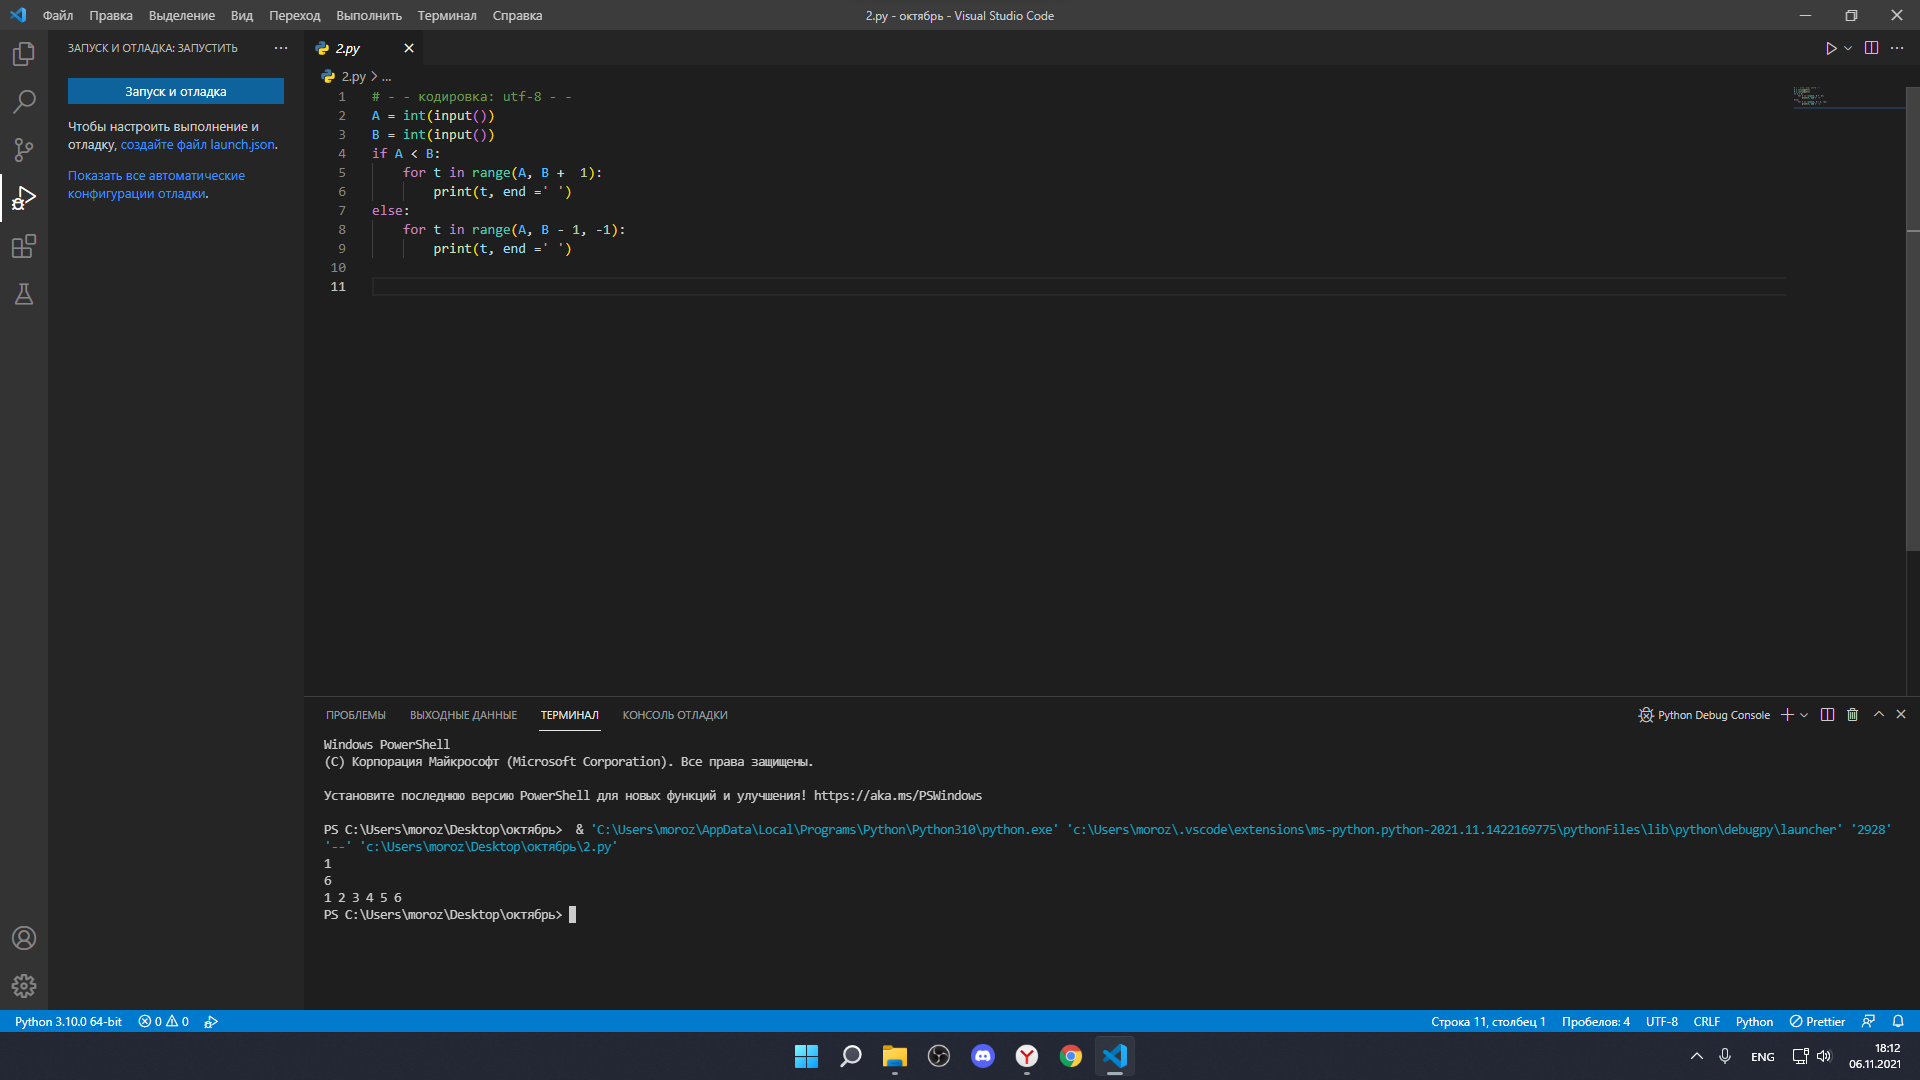 Файл Правка Выделение Вид Переход Выполнить Терминал Справка
2.py - октябрь - Visual Studio Code
ЗАПУСК И ОТЛАДКА: ЗАПУСТИТЬ
Запуск и отладка
Чтобы настроить выполнение и
отладку, создайте файл launch.json.
Показать все автоматические
конфигурации отладки.
2.py
2.py > ...
1 # - - кодировка: utf-8 - -
2 A = int(input())
3 B = int(input())
4 if A < B:
5     for t in range(A, B +  1):
6         print(t, end =' ')
7 else:
8     for t in range(A, B - 1, -1):
9         print(t, end =' ')
10
11
ПРОБЛЕМЫ ВЫХОДНЫЕ ДАННЫЕ ТЕРМИНАЛ КОНСОЛЬ ОТЛАДКИ
Python Debug Console
Windows PowerShell
(C) Корпорация Майкрософт (Microsoft Corporation). Все права защищены.
Установите последнюю версию PowerShell для новых функций и улучшения! https://aka.ms/PSWindows
PS C:\Users\moroz\Desktop\октябрь>  & 'C:\Users\moroz\AppData\Local\Programs\Python\Python310\python.exe' 'c:\Users\moroz\.vscode\extensions\ms-python.python-2021.11.1422169775\pythonFiles\lib\python\debugpy\launcher' '2928'
'--' 'c:\Users\moroz\Desktop\октябрь\2.py'
1
6
1 2 3 4 5 6
PS C:\Users\moroz\Desktop\октябрь>
Python 3.10.0 64-bit 0 0
Строка 11, столбец 1 Пробелов: 4 UTF-8 CRLF Python Prettier
ENG
18:12
06.11.2021